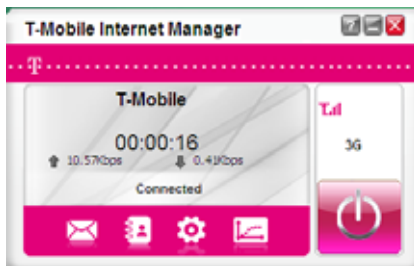 T-Mobile Internet Manager
T-Mobile
00:00:16
10.57Kbps 0.41Kbps
Connected
3G